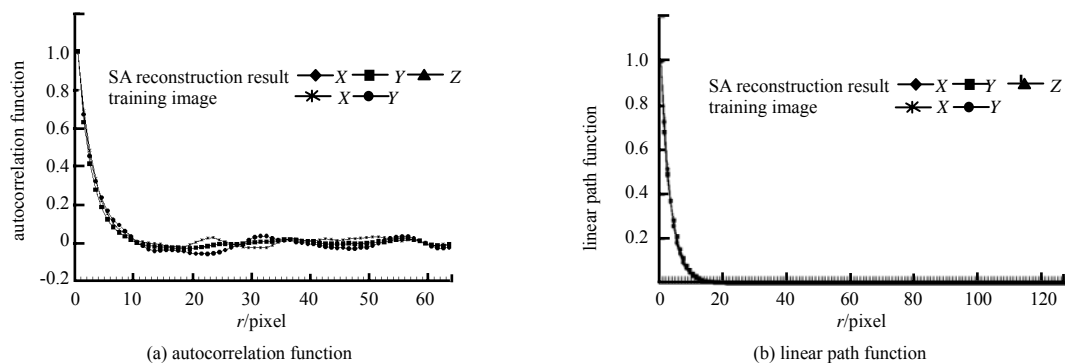 1.0
0.8
0.6
0.4
0.2
0
-0.2
autocorrelation function
SA reconstruction result X Y Z
training image X Y
0 10 20 30 40 50 60
r/pixel
(a) autocorrelation function
1.0
0.8
0.6
0.4
0.2
linear path function
SA reconstruction result X Y Z
training image X Y
0 20 40 60 80 100 120
r/pixel
(b) linear path function